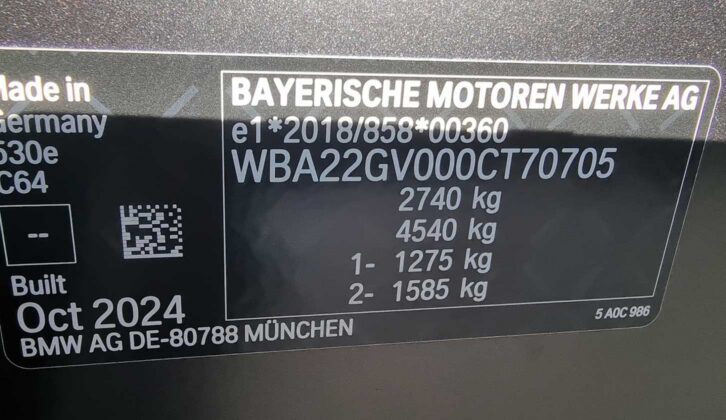 Made in
Germany
530e
C64
--
Built
Oct 2024
BAYERISCHE MOTOREN WERKE AG
e1*2018/858*00360
WBA22GV000CT70705
2740 kg
4540 kg
1- 1275 kg
2- 1585 kg
5 A0C 986
BMW AG DE-80788 MÜNCHEN